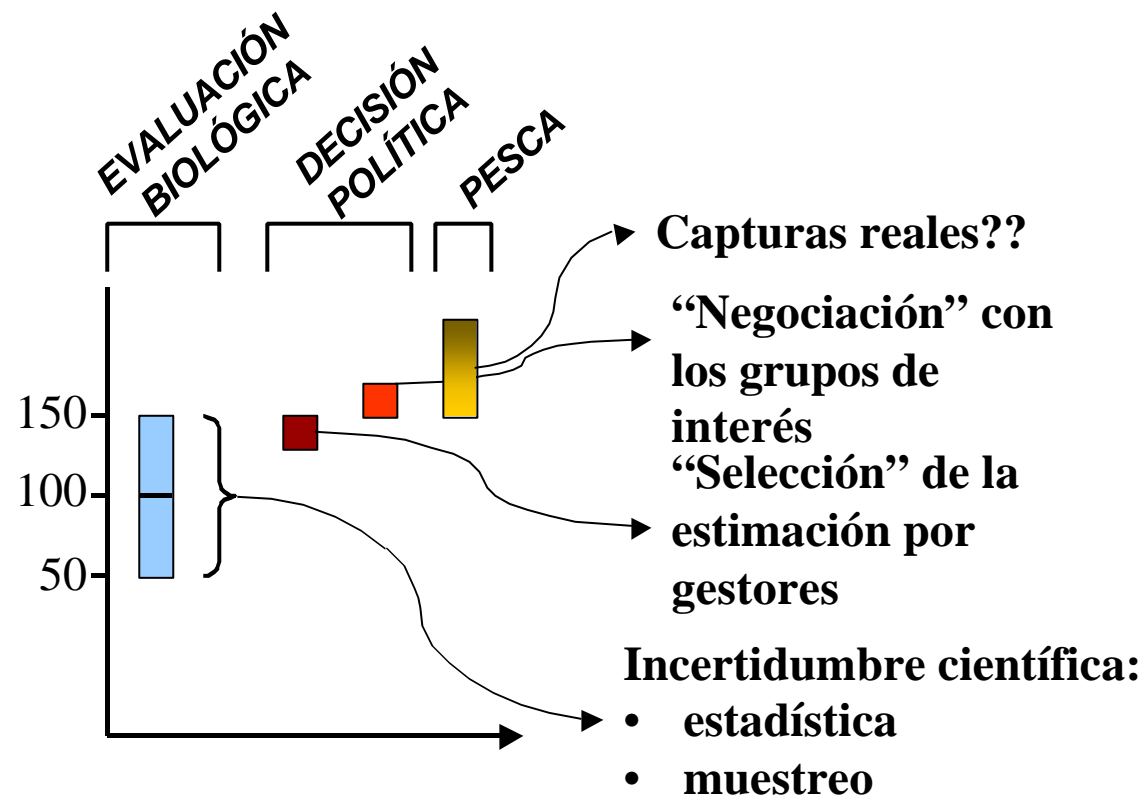 EVALUACIÓN
BIOLÓGICA
DECISIÓN
POLÍTICA
PESCA
Capturas reales??
“Negociación” con
los grupos de
interés
“Selección” de la
estimación por
gestores
150
100
50
Incertidumbre científica:
• estadística
• muestreo